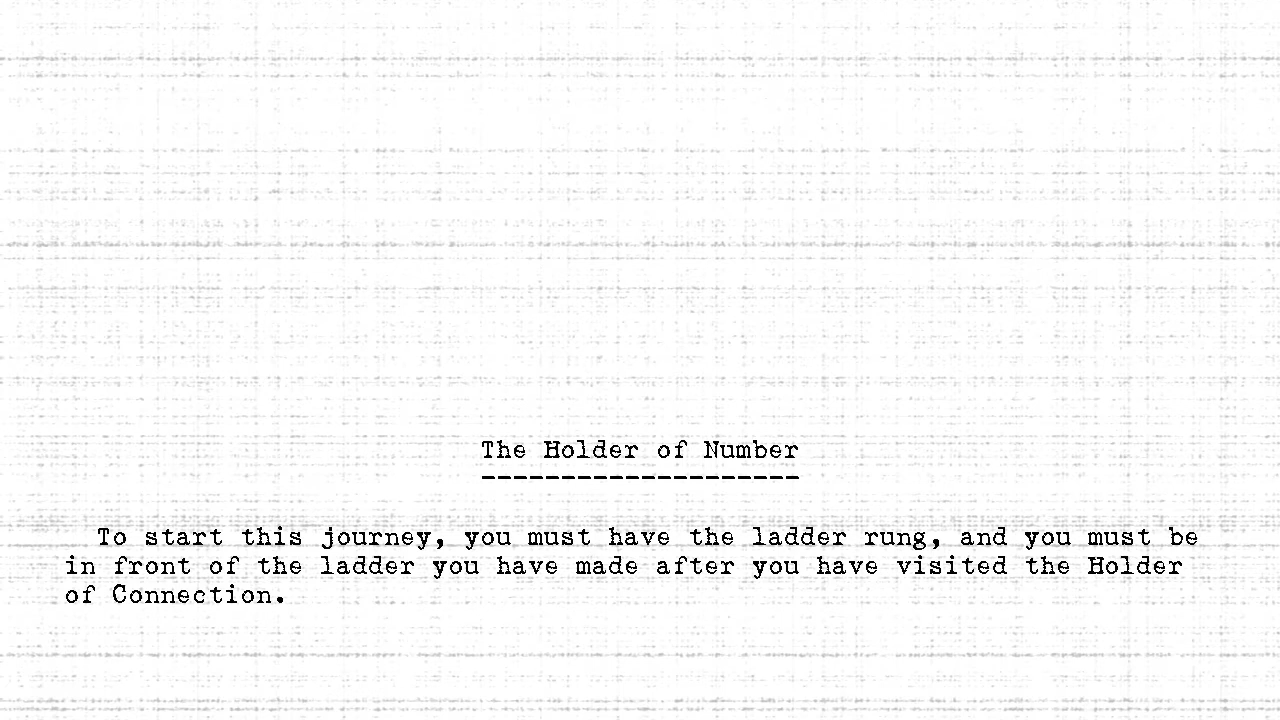 The Holder of Number
--------------------
To start this journey, you must have the ladder rung, and you must be
in front of the ladder you have made after you have visited the Holder
of Connection.